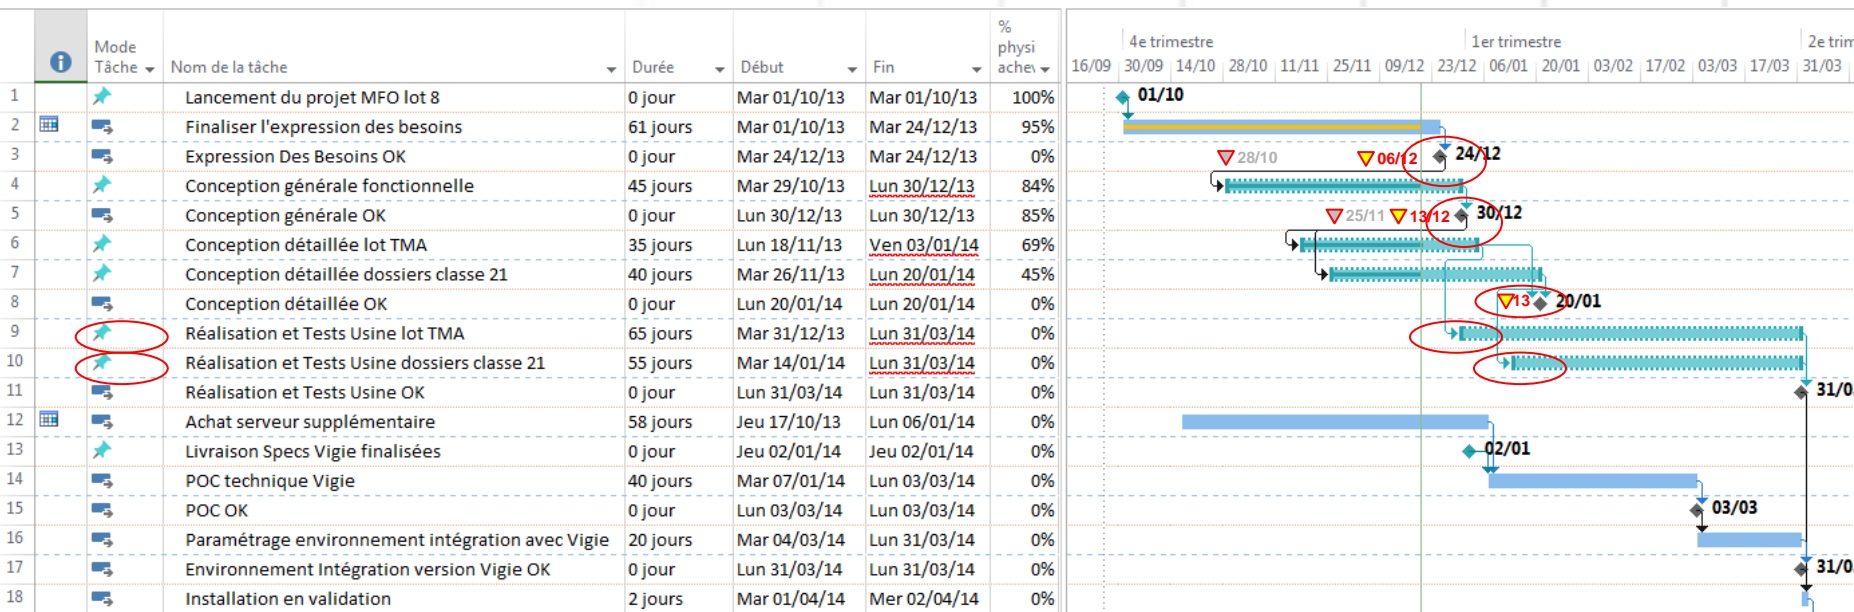 %
physi
achev
Mode
Tâche
Nom de la tâche
Durée
Début
Fin
4e trimestre
1er trimestre
2e trim
16/09 30/09 14/10 28/10 11/11 25/11 09/12 23/12 06/01 20/01 03/02 17/02 03/03 17/03 31/03
1 Lancement du projet MFO lot 8 0 jour Mar 01/10/13 Mar 01/10/13 100% 01/10
2 Finaliser l'expression des besoins 61 jours Mar 01/10/13 Mar 24/12/13 95%
3 Expression Des Besoins OK 0 jour Mar 24/12/13 Mar 24/12/13 0% 28/10 06/12 24/12
4 Conception générale fonctionnelle 45 jours Mar 29/10/13 Lun 30/12/13 84%
5 Conception générale OK 0 jour Lun 30/12/13 Lun 30/12/13 85% 25/11 13/12 30/12
6 Conception détaillée lot TMA 35 jours Lun 18/11/13 Ven 03/01/14 69%
7 Conception détaillée dossiers classe 21 40 jours Mar 26/11/13 Lun 20/01/14 45%
8 Conception détaillée OK 0 jour Lun 20/01/14 Lun 20/01/14 0% 13 20/01
9 Réalisation et Tests Usine lot TMA 65 jours Mar 31/12/13 Lun 31/03/14 0%
10 Réalisation et Tests Usine dossiers classe 21 55 jours Mar 14/01/14 Lun 31/03/14 0%
11 Réalisation et Tests Usine OK 0 jour Lun 31/03/14 Lun 31/03/14 0% 31/0
12 Achat serveur supplémentaire 58 jours Jeu 17/10/13 Lun 06/01/14 0%
13 Livraison Specs Vigie finalisées 0 jour Jeu 02/01/14 Jeu 02/01/14 0% 02/01
14 POC technique Vigie 40 jours Mar 07/01/14 Lun 03/03/14 0%
15 POC OK 0 jour Lun 03/03/14 Lun 03/03/14 0% 03/03
16 Paramétrage environnement intégration avec Vigie 20 jours Mar 04/03/14 Lun 31/03/14 0%
17 Environnement Intégration version Vigie OK 0 jour Lun 31/03/14 Lun 31/03/14 0% 31/0
18 Installation en validation 2 jours Mar 01/04/14 Mer 02/04/14 0%